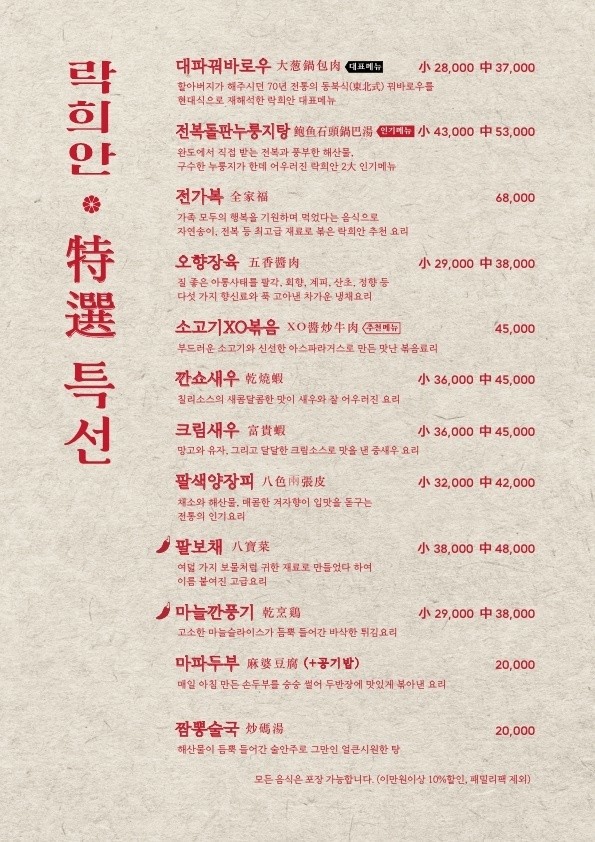 락희안 特選 특선
대파꿔바로우 大葱鍋包肉 대표메뉴 小 28,000 中 37,000
할아버지가 해주시던 70년 전통의 동북식(東北式) 꿔바로우를
현대식으로 재해석한 락희안 대표메뉴
전복돌판누룽지탕 鮑鱼石頭鍋巴湯 인기메뉴 小 43,000 中 53,000
완도에서 직접 받는 전복과 풍부한 해산물,
구수한 누룽지가 한데 어우러진 락희안 2大 인기메뉴
전가복 全家福 68,000
가족 모두의 행복을 기원하며 먹었다는 음식으로
자연송이, 전복 등 최고급 재료로 볶은 락희안 추천 요리
오향장육 五香醬肉 小 29,000 中 38,000
질 좋은 아롱사태를 팔각, 회향, 계피, 산초, 정향 등
다섯 가지 향신료와 푹 고아낸 차가운 냉채요리
소고기XO볶음 XO醬炒牛肉 추천메뉴 45,000
부드러운 소고기와 신선한 아스파라거스로 만든 맛난 볶음료리
깐쇼새우 乾燒蝦 小 36,000 中 45,000
칠리소스의 새콤달콤한 맛이 새우와 잘 어우러진 요리
크림새우 富貴蝦 小 36,000 中 45,000
망고와 유자, 그리고 달달한 크림소스로 맛을 낸 중새우 요리
팔색양장피 八色兩張皮 小 32,000 中 42,000
채소와 해산물, 매콤한 겨자향이 입맛을 돋구는
전통의 인기요리
팔보채 八寶菜 小 38,000 中 48,000
여덟 가지 보물처럼 귀한 재료로 만들었다 하여
이름 붙여진 고급요리
마늘깐풍기 乾烹鷄 小 29,000 中 38,000
고소한 마늘슬라이스가 듬뿍 들어간 바삭한 튀김요리
마파두부 麻婆豆腐 (+공기밥) 20,000
매일 아침 만든 손두부를 숭숭 썰어 두반장에 맛있게 볶아낸 요리
짬뽕술국 炒碼湯 20,000
해산물이 듬뿍 들어간 술안주로 그만인 얼큰시원한 탕
모든 음식은 포장 가능합니다. (이만원이상 10%할인, 패밀리팩 제외)